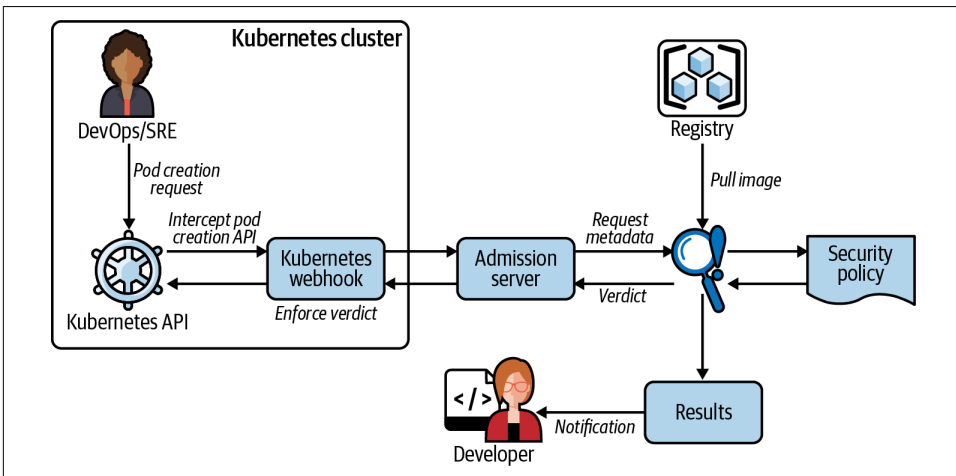 Kubernetes cluster
DevOps/SRE
Registry
Pod creation
request
Pull image
Intercept pod
creation API
Request
metadata
Kubernetes
webhook
Admission
server
Security
policy
Kubernetes API
Enforce verdict
Verdict
</>
Results
Notification
Developer